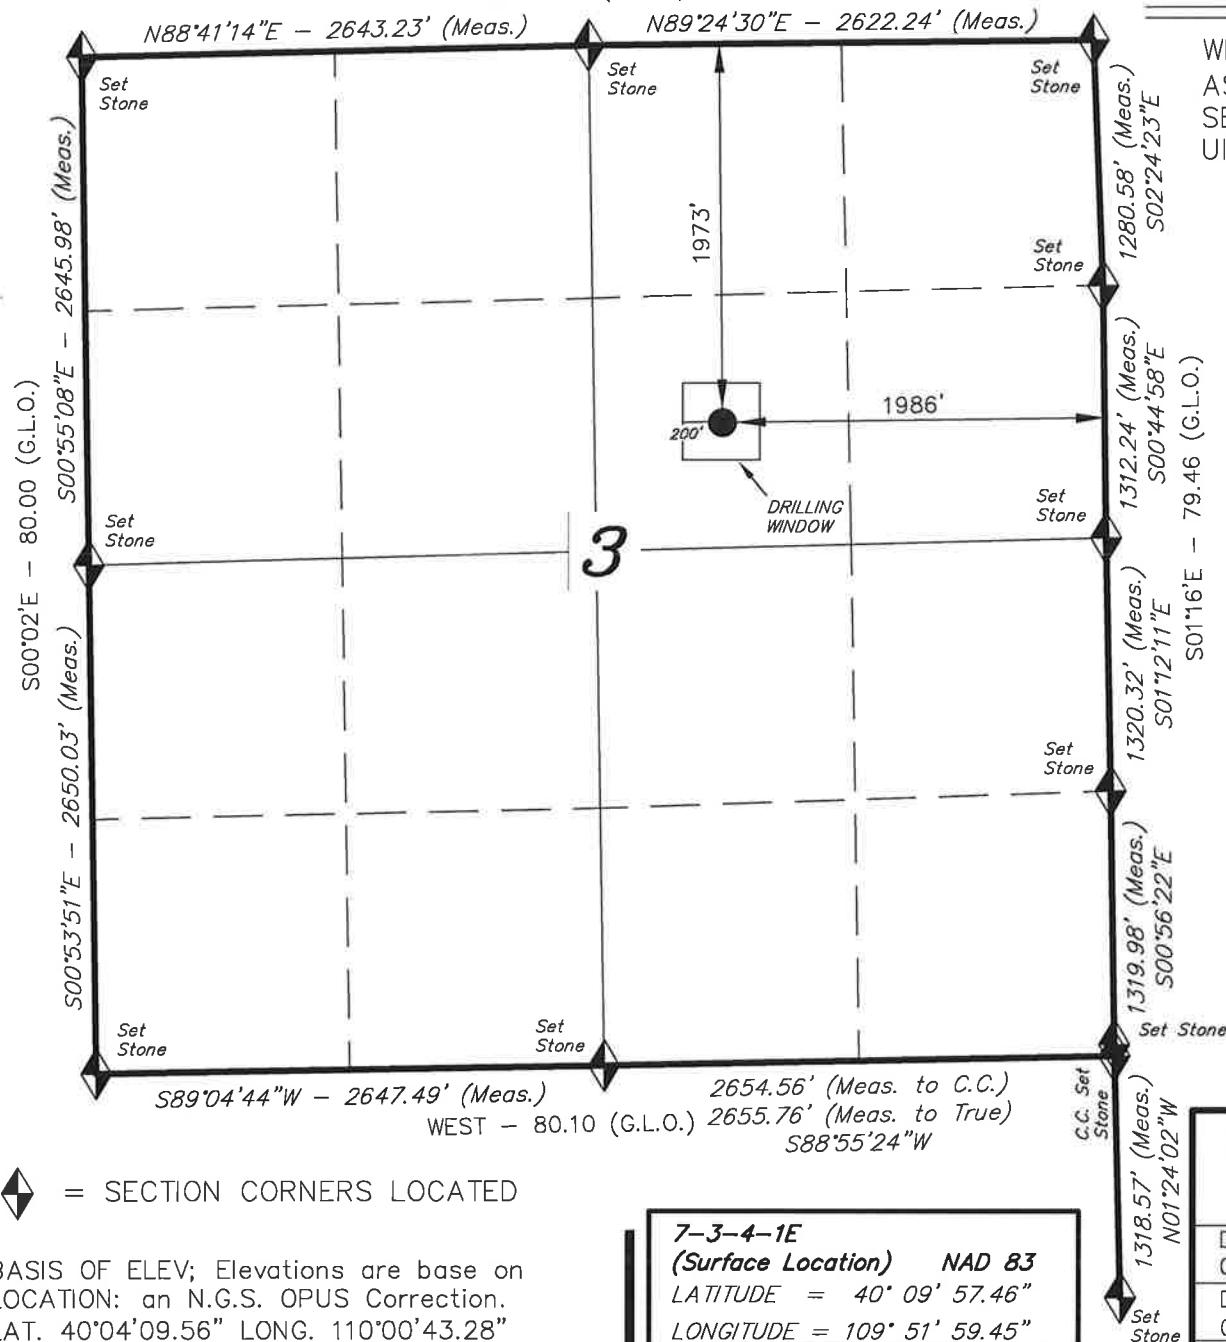 N88°41'14"E - 2643.23' (Meas.)
N89°24'30"E - 2622.24' (Meas.)
Set
Stone
Set
Stone
Set
Stone
1280.58' (Meas.)
S02°24'23"E
S00°55'08"E - 2645.98' (Meas.)
1973'
Set
Stone
S00°02'E - 80.00 (G.L.O.)
1986'
200'
DRILLING
WINDOW
1312.24' (Meas.)
S00°44'58"E
S01°16'E - 79.46 (G.L.O.)
Set
Stone
Set
Stone
3
S00°53'51"E - 2650.03' (Meas.)
1320.32' (Meas.)
S01°12'11"E
Set
Stone
1319.98' (Meas.)
S00°56'22"E
Set
Stone
Set
Stone
Set Stone
S89°04'44"W - 2647.49' (Meas.)
2654.56' (Meas. to C.C.)
WEST - 80.10 (G.L.O.)
2655.76' (Meas. to True)
S88°55'24"W
C.C. Set
Stone
1318.57' (Meas.)
N01°24'02"W
Set
Stone
= SECTION CORNERS LOCATED
BASIS OF ELEV; Elevations are base on
LOCATION: an N.G.S. OPUS Correction.
LAT. 40°04'09.56" LONG. 110°00'43.28"
7-3-4-1E
(Surface Location) NAD 83
LATITUDE = 40° 09' 57.46"
LONGITUDE = 109° 51' 59.45"